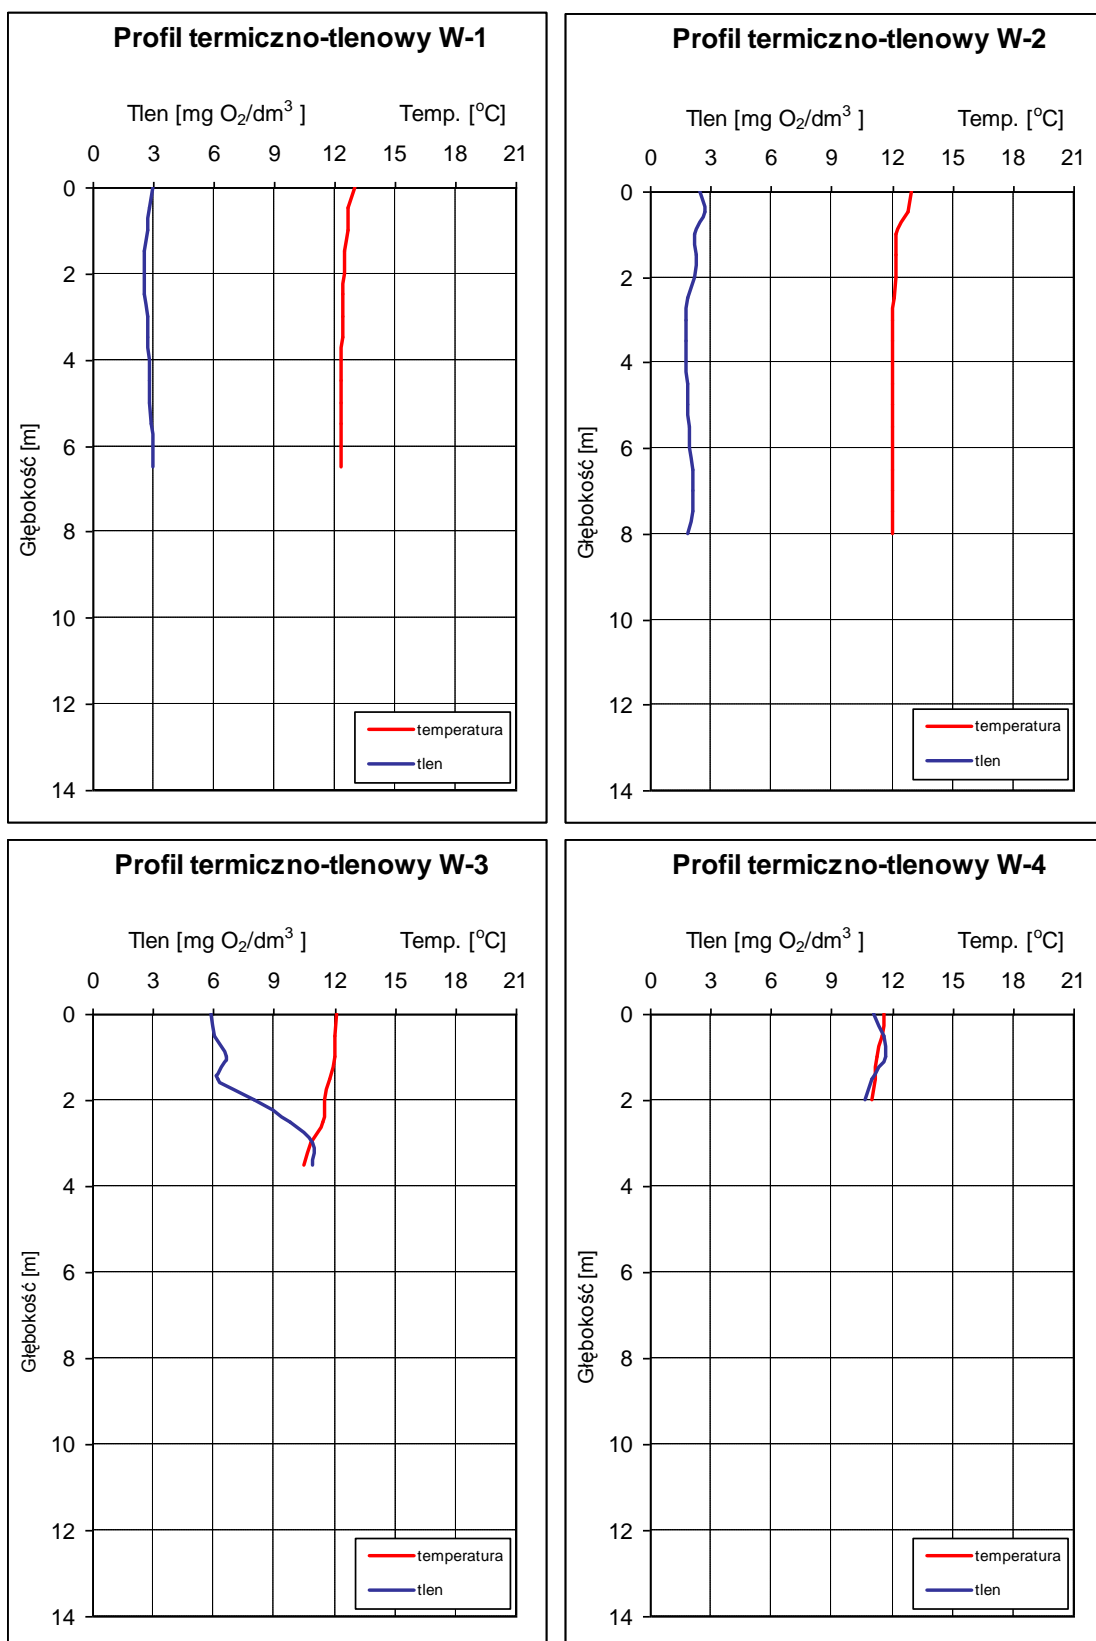 Profil termiczno-tlenowy W-1
Tlen [mg O₂/dm³ ] Temp. [°C]
0 3 6 9 12 15 18 21
0
2
4
6
8
10
12
14
Głębokość [m]
temperatura
tlen
Profil termiczno-tlenowy W-2
Tlen [mg O₂/dm³ ] Temp. [°C]
0 3 6 9 12 15 18 21
0
2
4
6
8
10
12
14
Głębokość [m]
temperatura
tlen
Profil termiczno-tlenowy W-3
Tlen [mg O₂/dm³ ] Temp. [°C]
0 3 6 9 12 15 18 21
0
2
4
6
8
10
12
14
Głębokość [m]
temperatura
tlen
Profil termiczno-tlenowy W-4
Tlen [mg O₂/dm³ ] Temp. [°C]
0 3 6 9 12 15 18 21
0
2
4
6
8
10
12
14
Głębokość [m]
temperatura
tlen